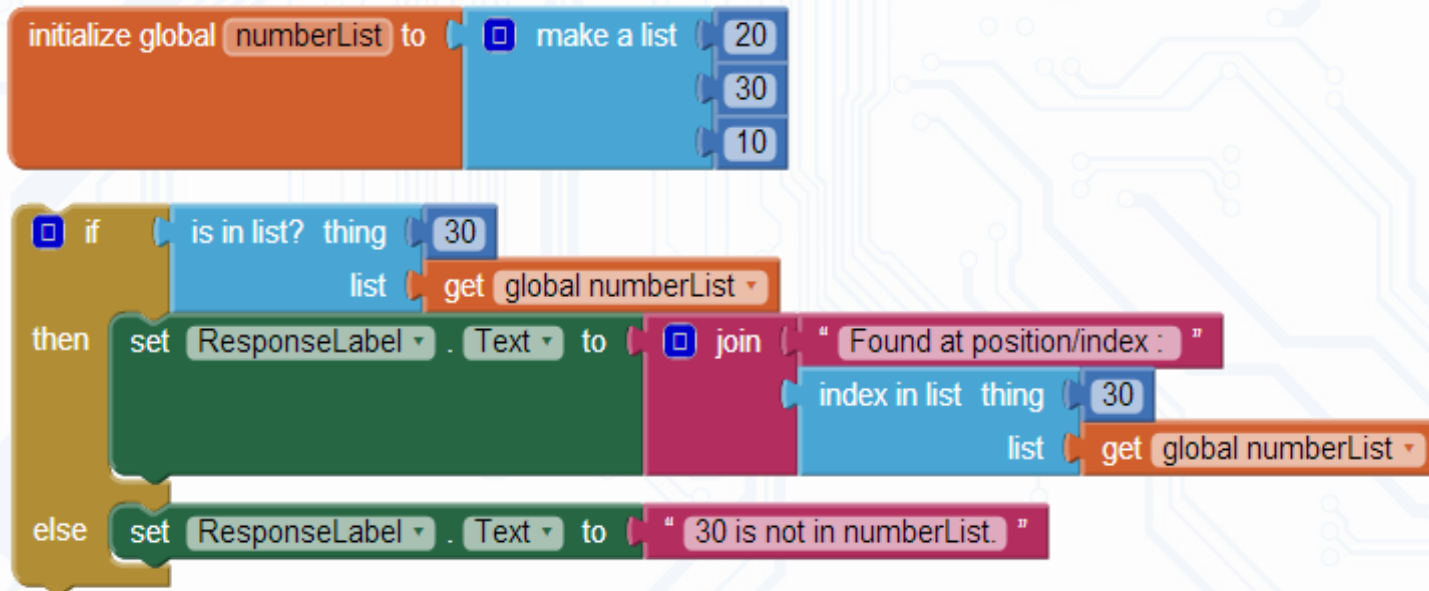 initialize global numberList to make a list 20
30
10
if is in list? thing 30
list get global numberList
then set ResponseLabel . Text to join " Found at position/index : "
index in list thing 30
list get global numberList
else set ResponseLabel . Text to " 30 is not in numberList. "